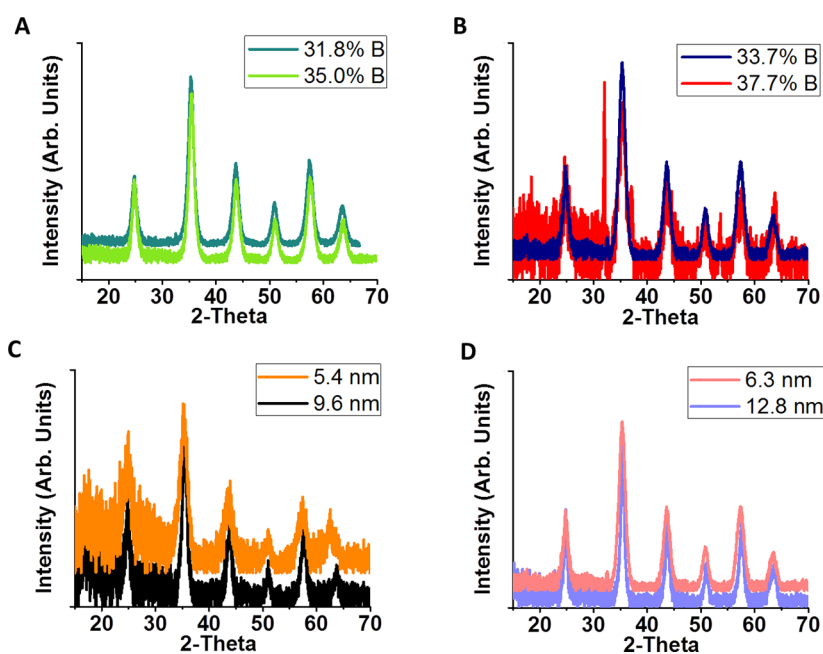 A
31.8% B
35.0% B
Intensity (Arb. Units)
20 30 40 50 60 70
2-Theta
B
33.7% B
37.7% B
Intensity (Arb. Units)
20 30 40 50 60 70
2-Theta
C
5.4 nm
9.6 nm
Intensity (Arb. Units)
20 30 40 50 60 70
2-Theta
D
6.3 nm
12.8 nm
Intensity (Arb. Units)
20 30 40 50 60 70
2-Theta